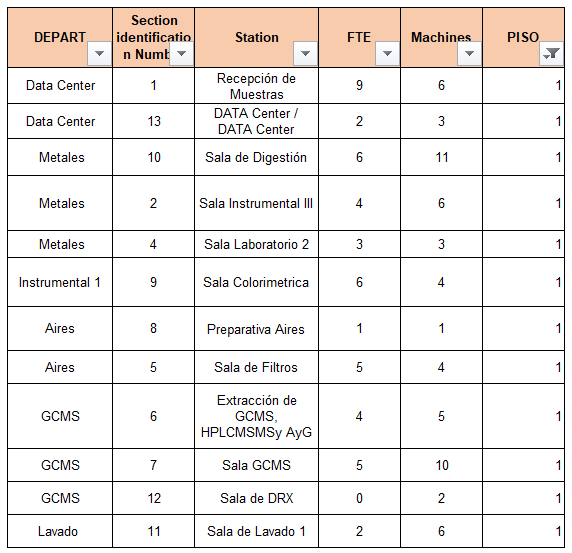 DEPART Section identificatio n Numb Station FTE Machines PISO
Data Center 1 Recepción de Muestras 9 6 1
Data Center 13 DATA Center / DATA Center 2 3 1
Metales 10 Sala de Digestión 6 11 1
Metales 2 Sala Instrumental III 4 6 1
Metales 4 Sala Laboratorio 2 3 3 1
Instrumental 1 9 Sala Colorimetrica 6 4 1
Aires 8 Preparativa Aires 1 1 1
Aires 5 Sala de Filtros 5 4 1
GCMS 6 Extracción de GCMS, HPLCMSMSy AyG 4 5 1
GCMS 7 Sala GCMS 5 10 1
GCMS 12 Sala de DRX 0 2 1
Lavado 11 Sala de Lavado 1 2 6 1